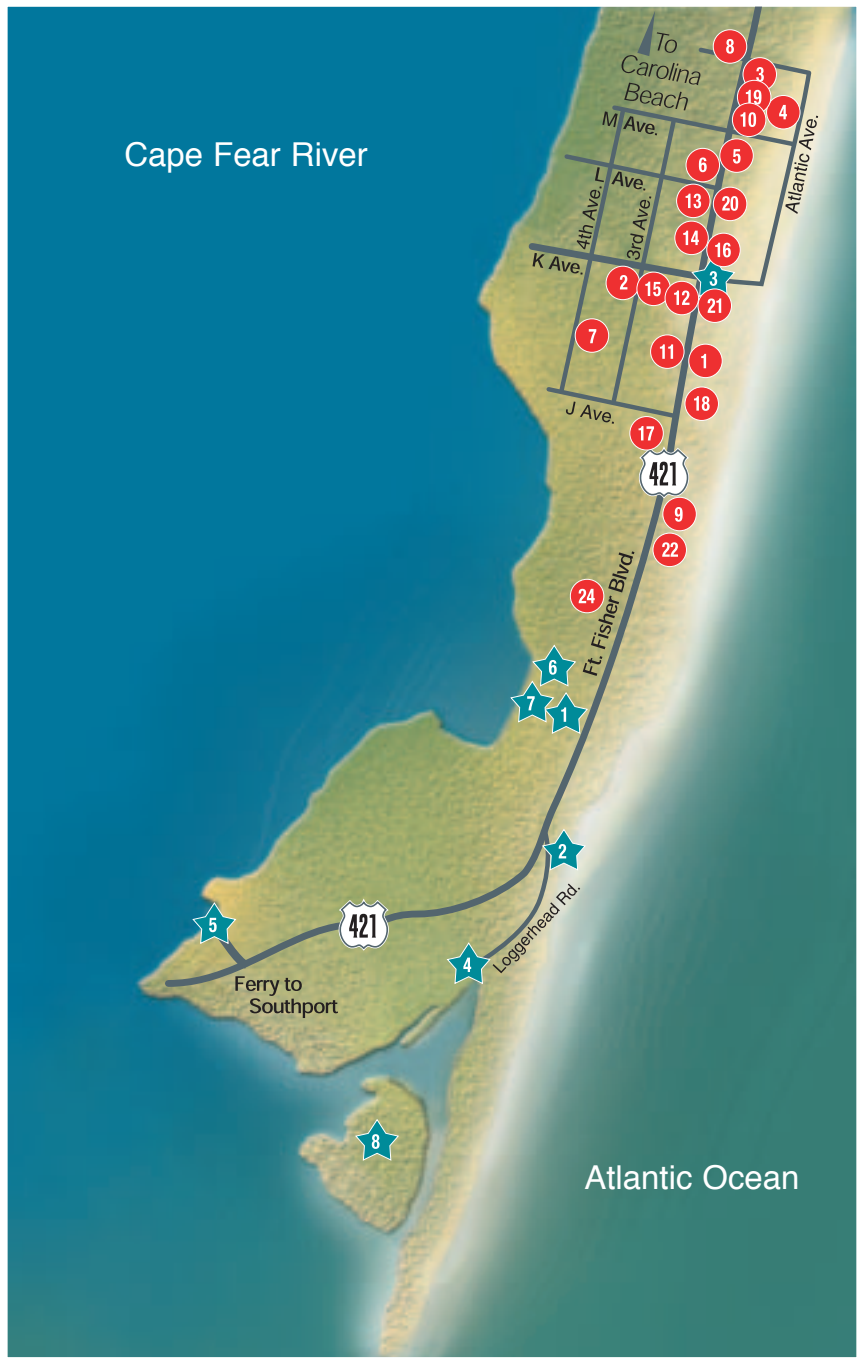 8
To
Carolina
Beach
3
19
4
10
M Ave.
Atlantic Ave.
Cape Fear River
5
6
L Ave.
4th Ave.
3rd Ave.
13
20
14
16
K Ave.
3
2
15
12
21
7
11
1
18
J Ave.
17
421
9
22
24
Ft. Fisher Blvd.
6
7
1
2
5
421
Loggerhead Rd.
4
Ferry to
Southport
8
Atlantic Ocean